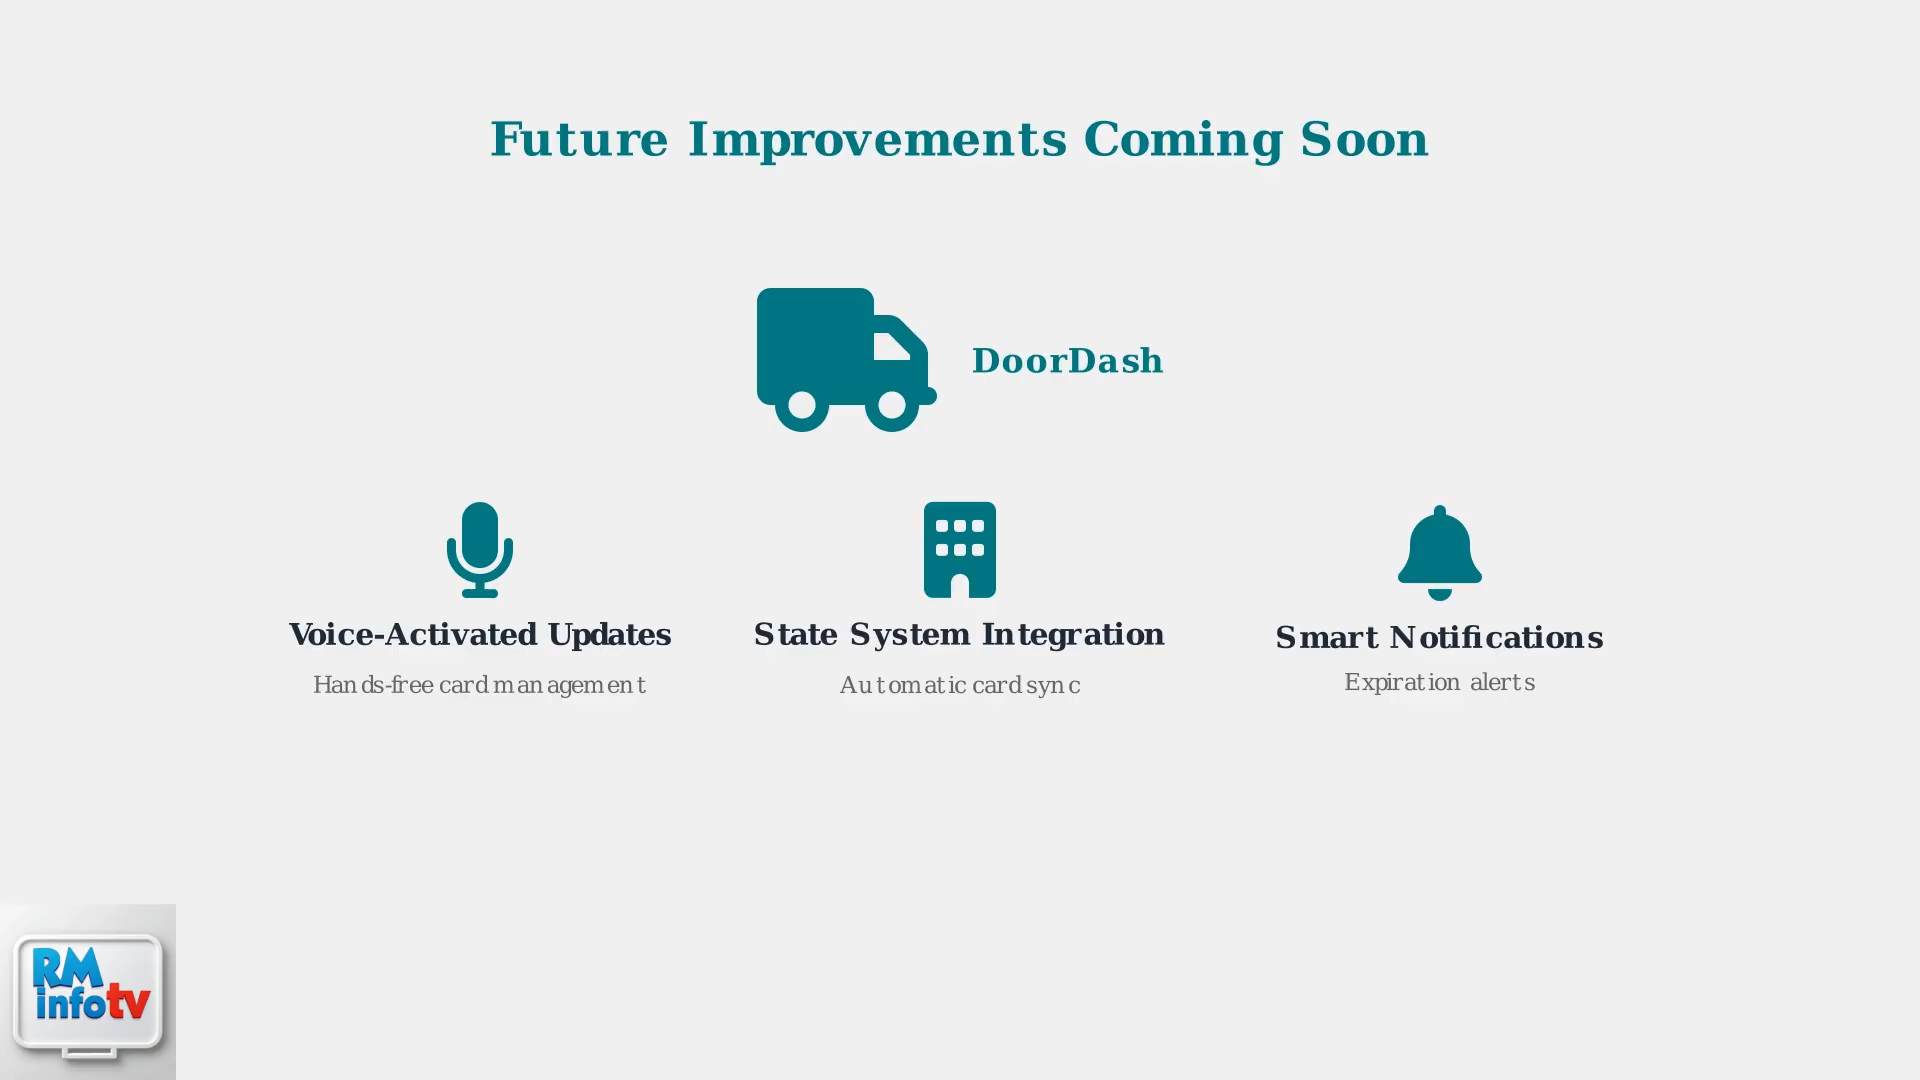 Future Improvements Coming Soon
DoorDash
Voice-Activated Updates
Hands-free card management
State System Integration
Automatic card sync
Smart Notifications
Expiration alerts
RM
infotv